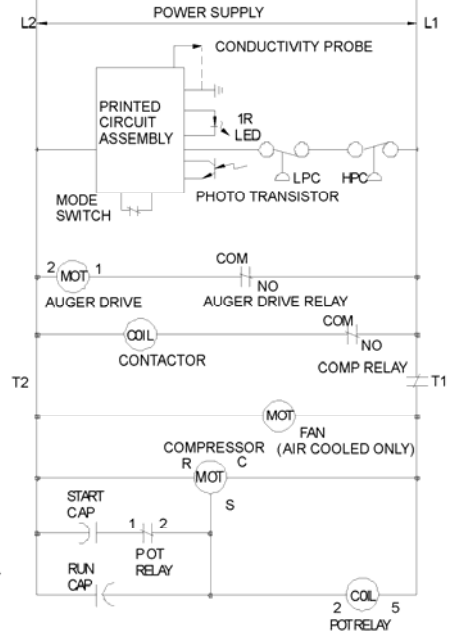 POWER SUPPLY
L2
L1
CONDUCTIVITY PROBE
PRINTED
CIRCUIT
ASSEMBLY
1R
LED
LPC
HPC
PHOTO TRANSISTOR
MODE
SWITCH
COM
2 MOT 1
NO
AUGER DRIVE
AUGER DRIVE RELAY
COM
COIL
NO
CONTACTOR
COMP RELAY
T2
T1
MOT
FAN
(AIR COOLED ONLY)
COMPRESSOR
R
C
MOT
S
START
CAP
1 2
POT
RELAY
RUN
CAP
COIL
2 5
POTRELAY